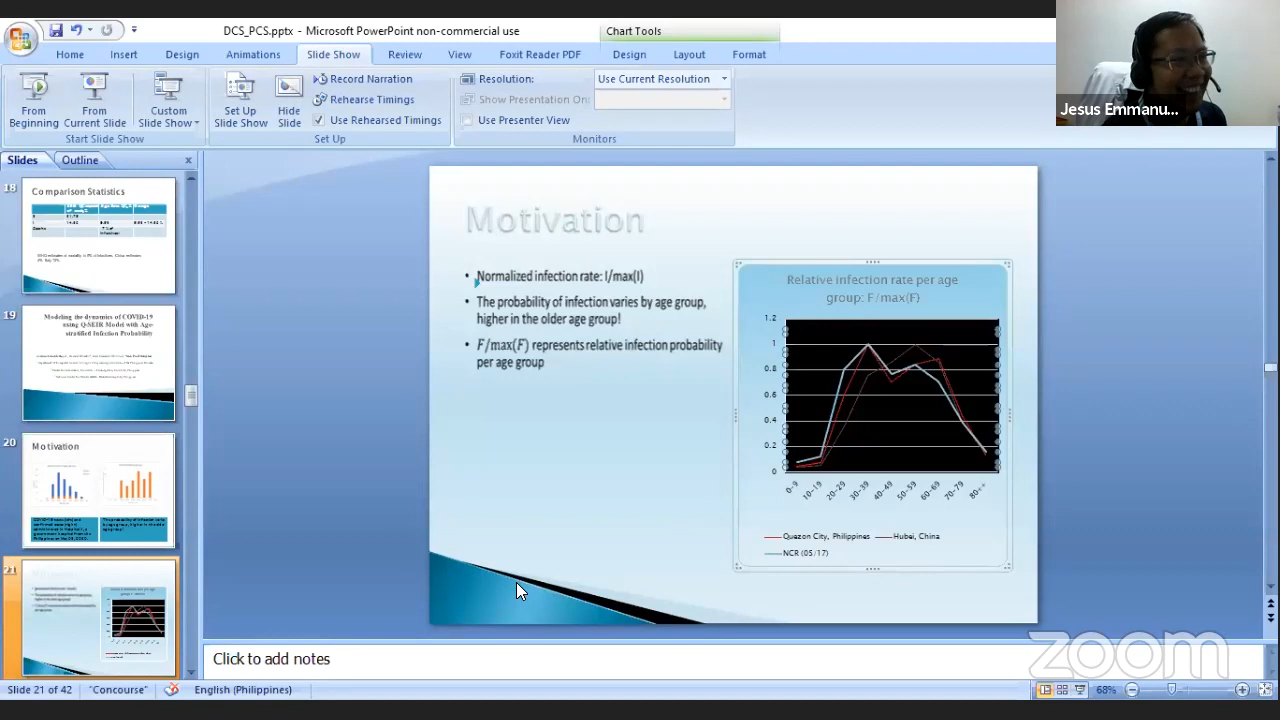 DCS_PCS.pptx - Microsoft PowerPoint non-commercial use
Chart Tools
Home Insert Design Animations Slide Show Review View Foxit Reader PDF Design Layout Format
From Beginning
From Current Slide
Custom Slide Show
Start Slide Show
Set Up Slide Show
Hide Slide
Record Narration
Rehearse Timings
Use Rehearsed Timings
Set Up
Resolution: Use Current Resolution
Show Presentation On:
Use Presenter View
Monitors
Jesus Emmanu...
Slides Outline
18
Comparison Statistics
19
Modeling the dynamics of COVID-19
using Q-SEIR Model with Age-
stratified Infection Probability
20
Motivation
21
Motivation
• Normalized infection rate: I/max(I)
• The probability of infection varies by age group,
higher in the older age group!
• F/max(F) represents relative infection probability
per age group
Relative infection rate per age
group: F/max(F)
1.2
1
0.8
0.6
0.4
0.2
0
0-9 10-19 20-29 30-39 40-49 50-59 60-69 70-79 80++
Quezon City, Philippines Hubei, China
NCR (05/17)
Click to add notes
zoom
Slide 21 of 42 "Concourse" English (Philippines) 68%